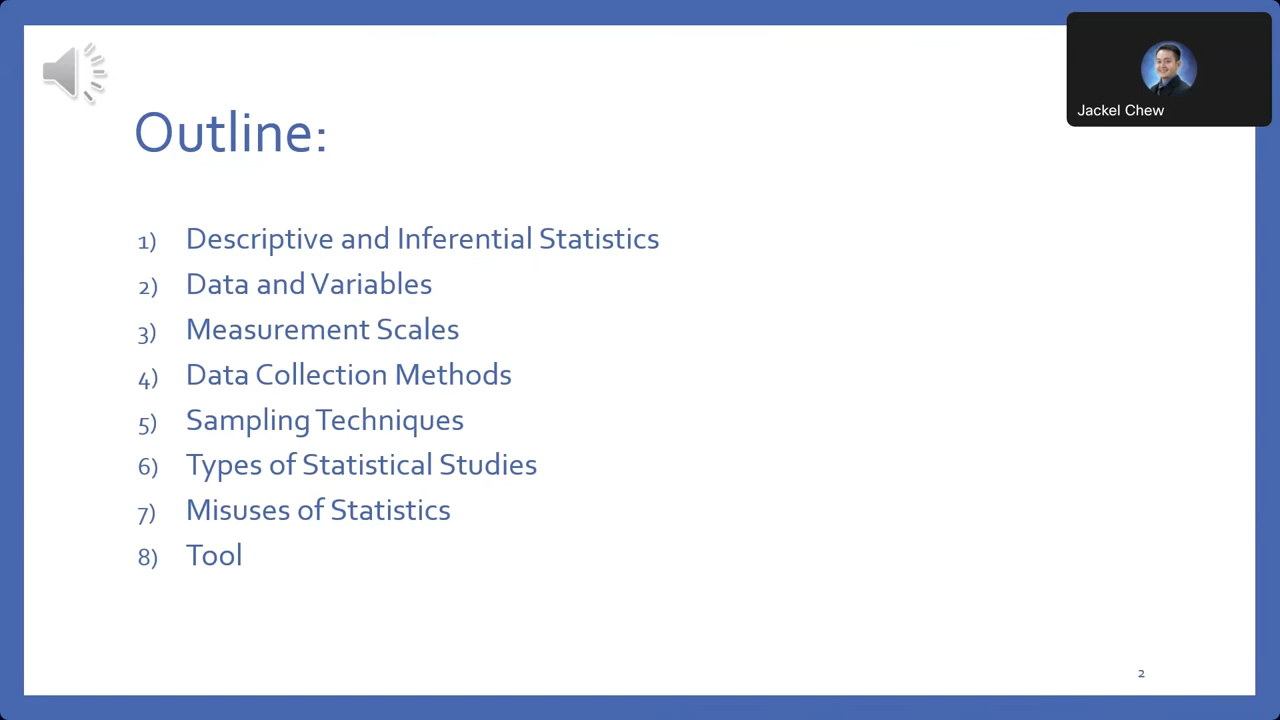 Jackel Chew
Outline:
1) Descriptive and Inferential Statistics
2) Data and Variables
3) Measurement Scales
4) Data Collection Methods
5) Sampling Techniques
6) Types of Statistical Studies
7) Misuses of Statistics
8) Tool
2